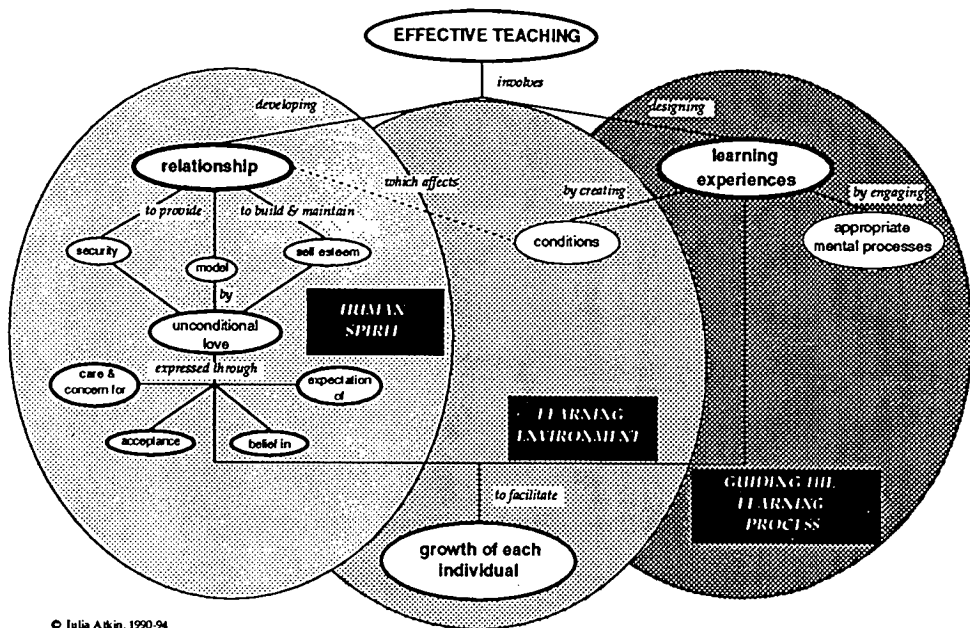 EFFECTIVE TEACHING
involves
developing
designing
relationship
learning
experiences
which affects
by creating
by engaging
to provide
to build & maintain
conditions
appropriate
mental processes
security
model
self esteem
by
unconditional
love
HUMAN
SPIRIT
expressed through
care &
concern for
expectation
of
acceptance
belief in
LEARNING
ENVIRONMENT
GUIDING THE
LEARNING
PROCESS
to facilitate
growth of each
individual
© Julia Atkin, 1990-94